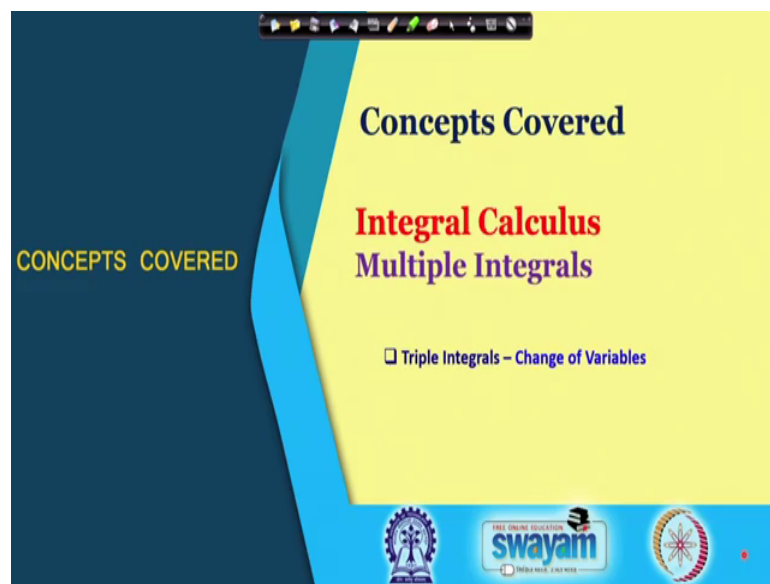 Concepts Covered
Integral Calculus
CONCEPTS COVERED
Multiple Integrals
Triple Integrals – Change of Variables
FREE ONLINE EDUCATION
swayam